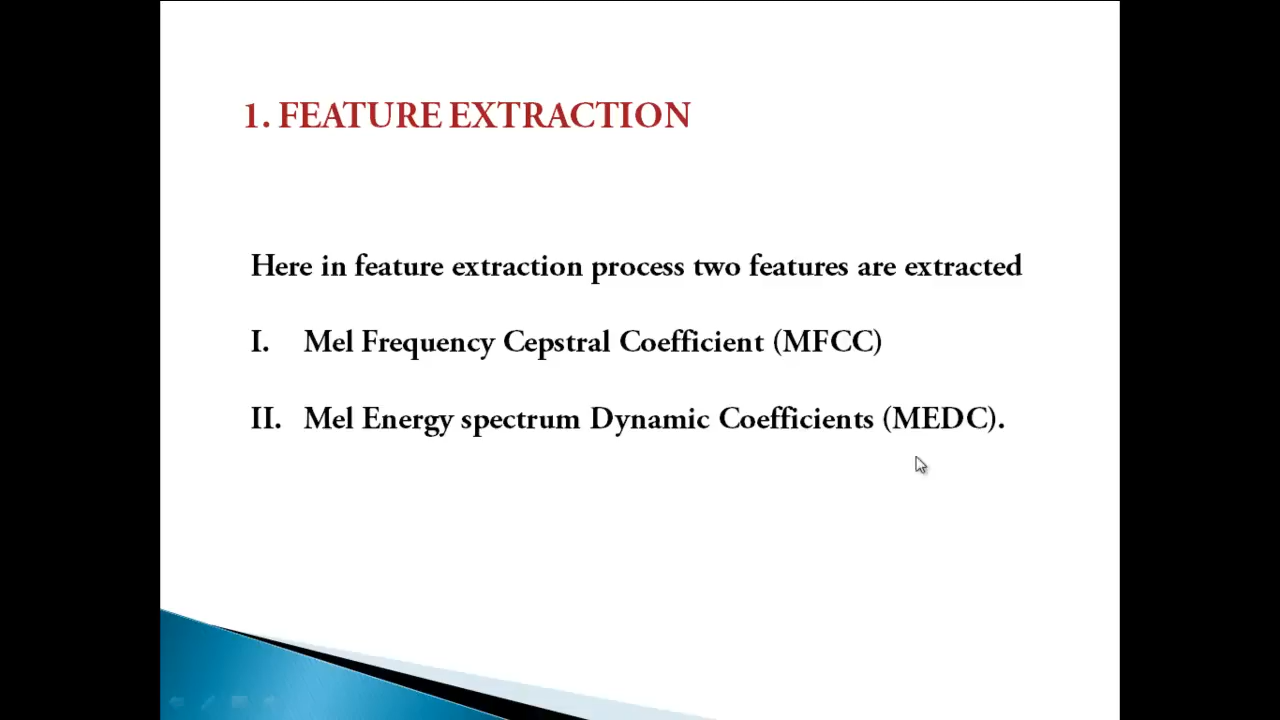 1. FEATURE EXTRACTION
Here in feature extraction process two features are extracted
I. Mel Frequency Cepstral Coefficient (MFCC)
II. Mel Energy spectrum Dynamic Coefficients (MEDC).